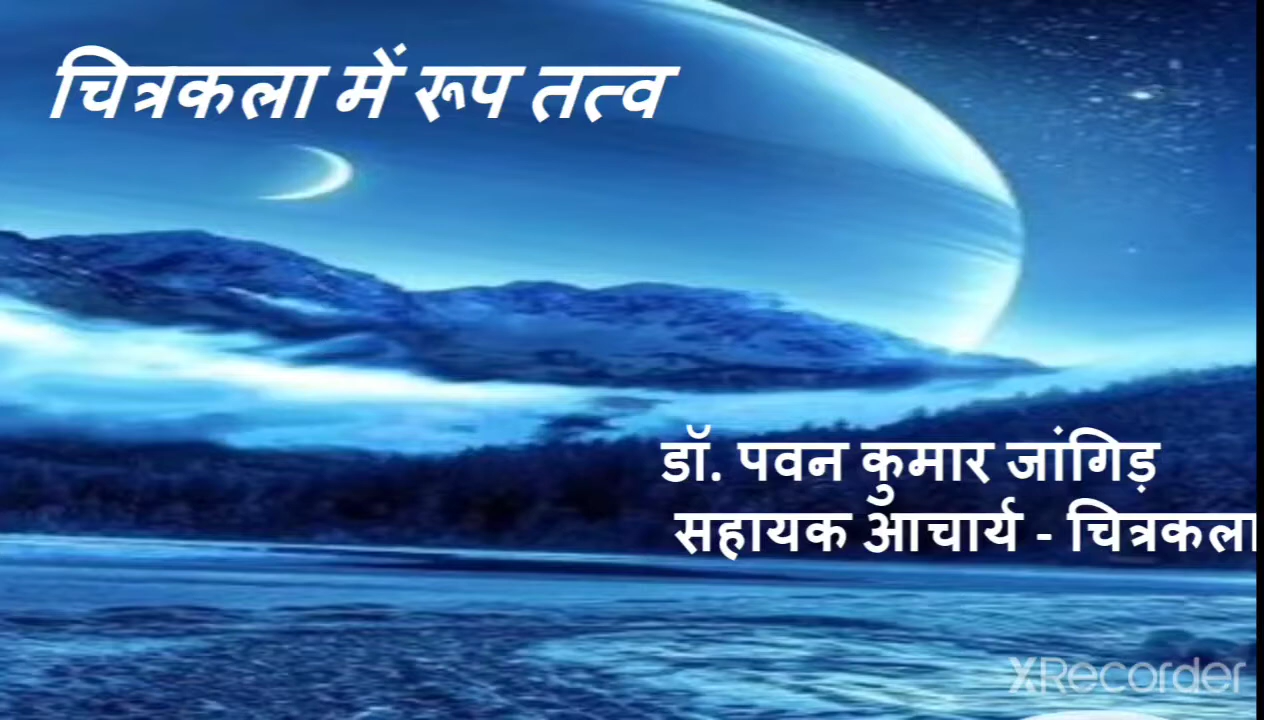 चित्रकला में रूप तत्व
डॉ. पवन कुमार जांगिड़
सहायक आचार्य - चित्रकला
XRecorder